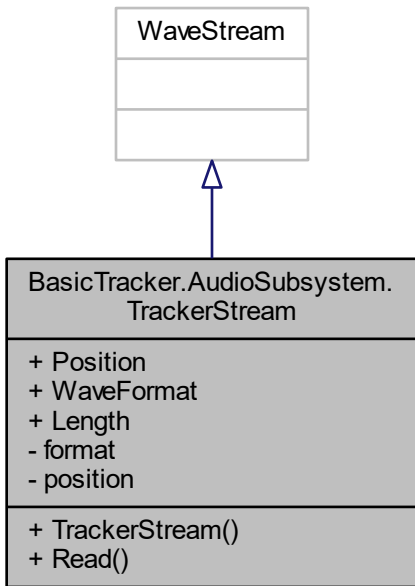 WaveStream
BasicTracker.AudioSubsystem.
TrackerStream
+ Position
+ WaveFormat
+ Length
- format
- position
+ TrackerStream()
+ Read()